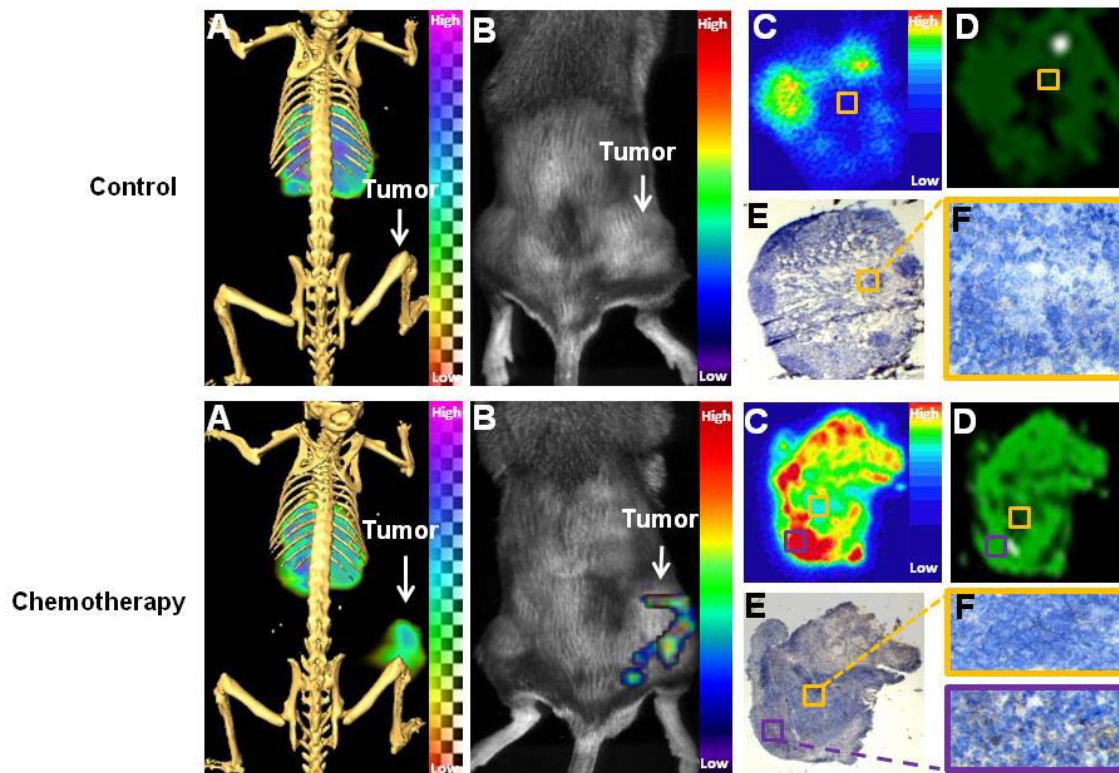 Control
A
High
Tumor
Low
B
High
Tumor
Low
C
High
Low
D
E
F
Chemotherapy
A
High
Tumor
Low
B
High
Tumor
Low
C
High
Low
D
E
F